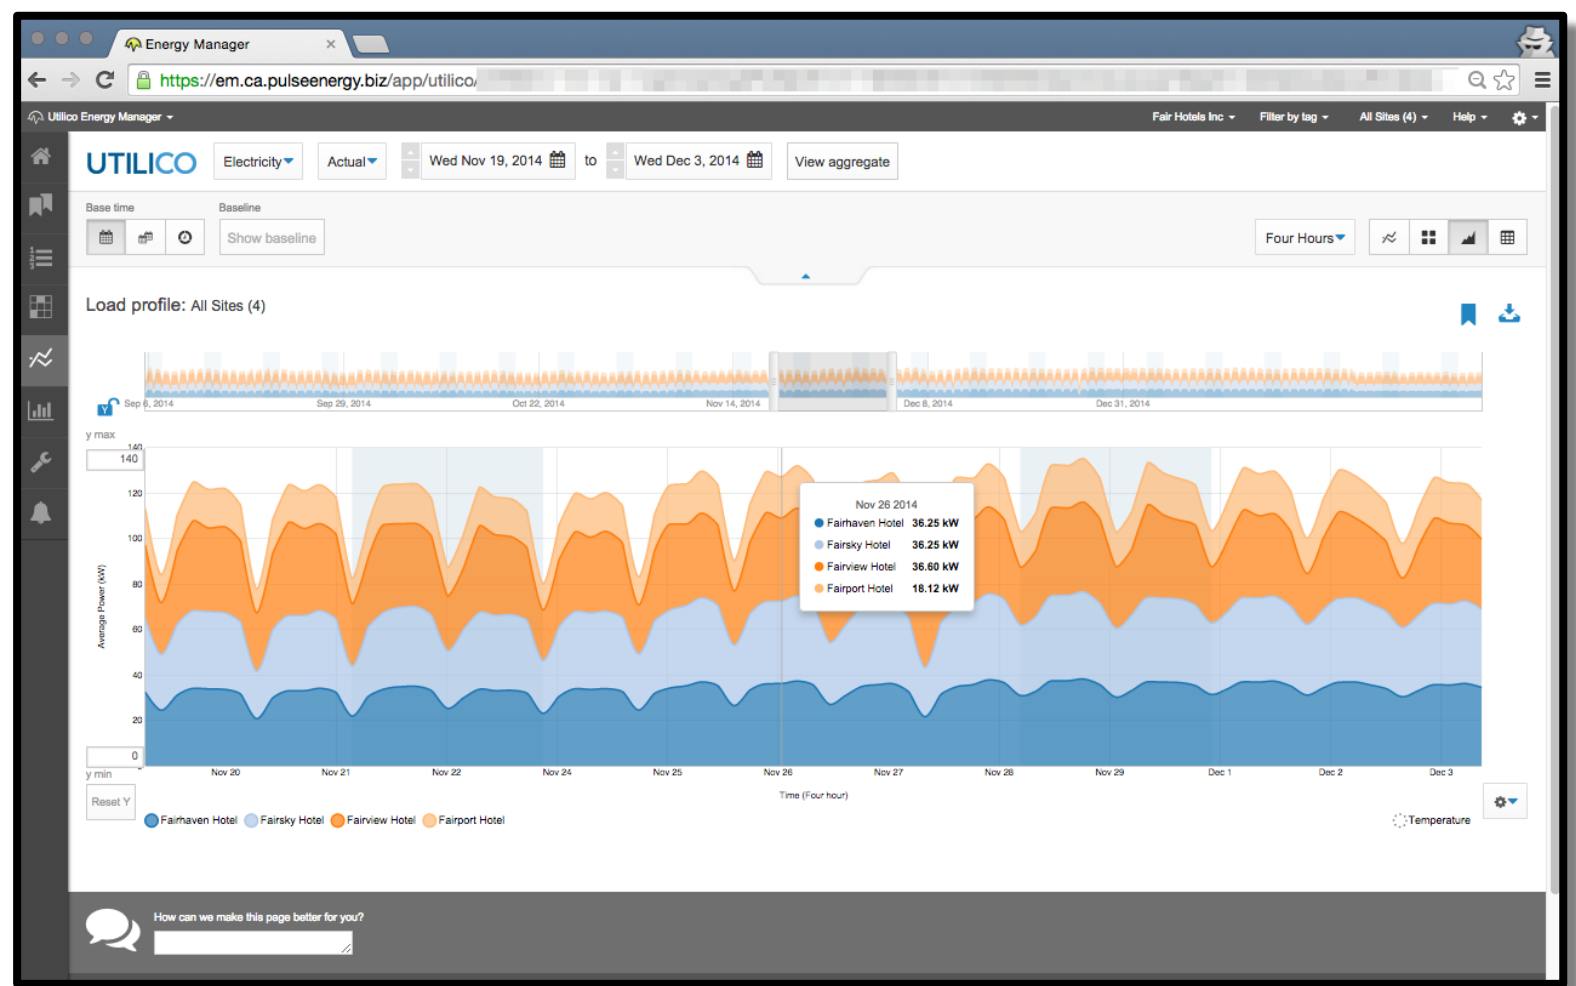 Energy Manager
https://em.ca.pulseenergy.biz/app/utilico/
Utilico Energy Manager
Fair Hotels Inc
Filter by tag
All Sites (4)
Help
UTILICO
Electricity
Actual
Wed Nov 19, 2014
to
Wed Dec 3, 2014
View aggregate
Base time
Baseline
Show baseline
Four Hours
Load profile: All Sites (4)
Y
Sep 6, 2014
Sep 29, 2014
Oct 22, 2014
Nov 14, 2014
Dec 8, 2014
Dec 31, 2014
y max
140
140
120
100
80
60
40
20
0
y min
Average Power (kW)
Nov 26 2014
Fairhaven Hotel 36.25 kW
Fairsky Hotel 36.25 kW
Fairview Hotel 36.60 kW
Fairport Hotel 18.12 kW
Nov 20
Nov 21
Nov 22
Nov 24
Nov 25
Nov 26
Nov 27
Nov 28
Nov 29
Dec 1
Dec 2
Dec 3
Time (Four hour)
Reset Y
Fairhaven Hotel
Fairsky Hotel
Fairview Hotel
Fairport Hotel
Temperature
How can we make this page better for you?